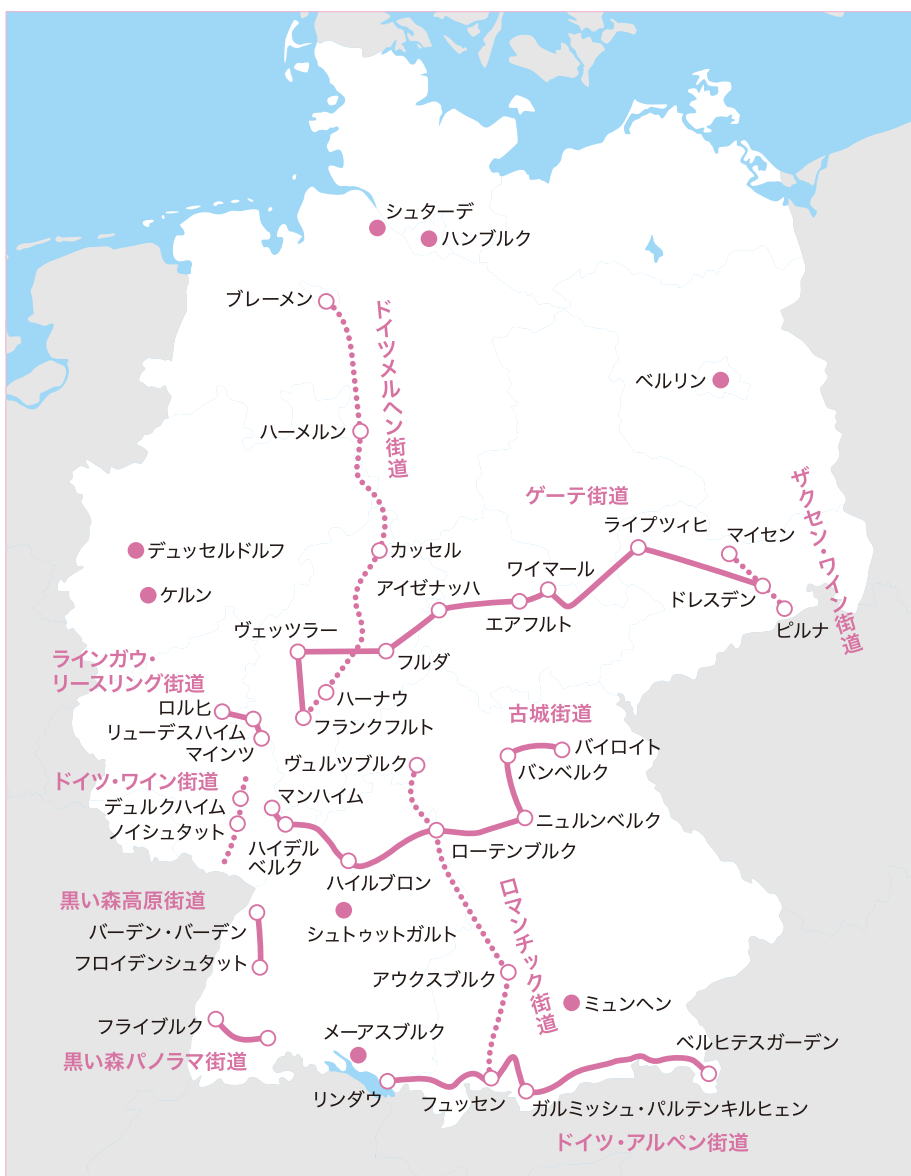 シュターデ
ハンブルク
ブレーメン
ドイツメルヘン街道
ベルリン
ハーメルン
ザクセン・ワイン街道
ゲーテ街道
ライプツィヒ
マイセン
デュッセルドルフ
カッセル
ワイマール
アイゼナッハ
ケルン
ドレスデン
エアフルト
ピルナ
ヴェッツラー
フルダ
ラインガウ・
リースリング街道
ハーナウ
ロルヒ
フランクフルト
古城街道
リューデスハイム
マインツ
バイロイト
ヴュルツブルク
バンベルク
ドイツ・ワイン街道
マンハイム
デュルクハイム
ノイシュタット
ニュルンベルク
ハイデル
ベルク
ローテンブルク
ハイルブロン
ロマンチック街道
黒い森高原街道
バーデン・バーデン
シュトゥットガルト
フロイデンシュタット
アウクスブルク
ミュンヘン
フライブルク
メーアスブルク
ベルヒテスガーデン
黒い森パノラマ街道
リンダウ
フュッセン
ガルミッシュ・パルテンキルヒェン
ドイツ・アルペン街道